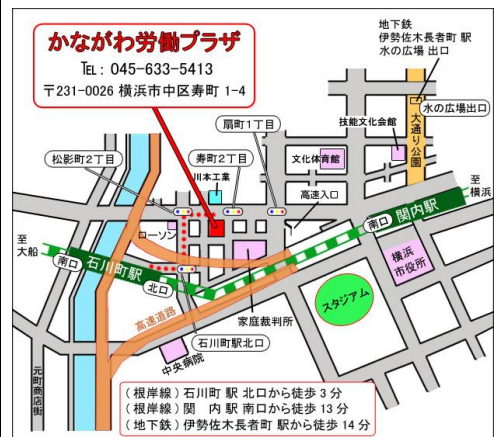 かながわ労働プラザ
℡: 045-633-5413
〒231-0026 横浜市中区寿町 1-4
地下鉄
伊勢佐木長者町 駅
水の広場 出口
水の広場出口
大通り公園
扇町1丁目
技能文化会館
松影町2丁目
寿町2丁目
文化体育館
川本工業
高速入口
至
横浜
ローソン
関内駅
南口
至
大船
南口
石川町駅
北口
横浜
市役所
スタジアム
家庭裁判所
高速道路
石川町駅北口
中央病院
元町商店街
(根岸線)石川町 駅 北口から徒歩 3 分
(根岸線)関 内 駅 南口から徒歩 13 分
(地下鉄)伊勢佐木長者町 駅から徒歩 14 分